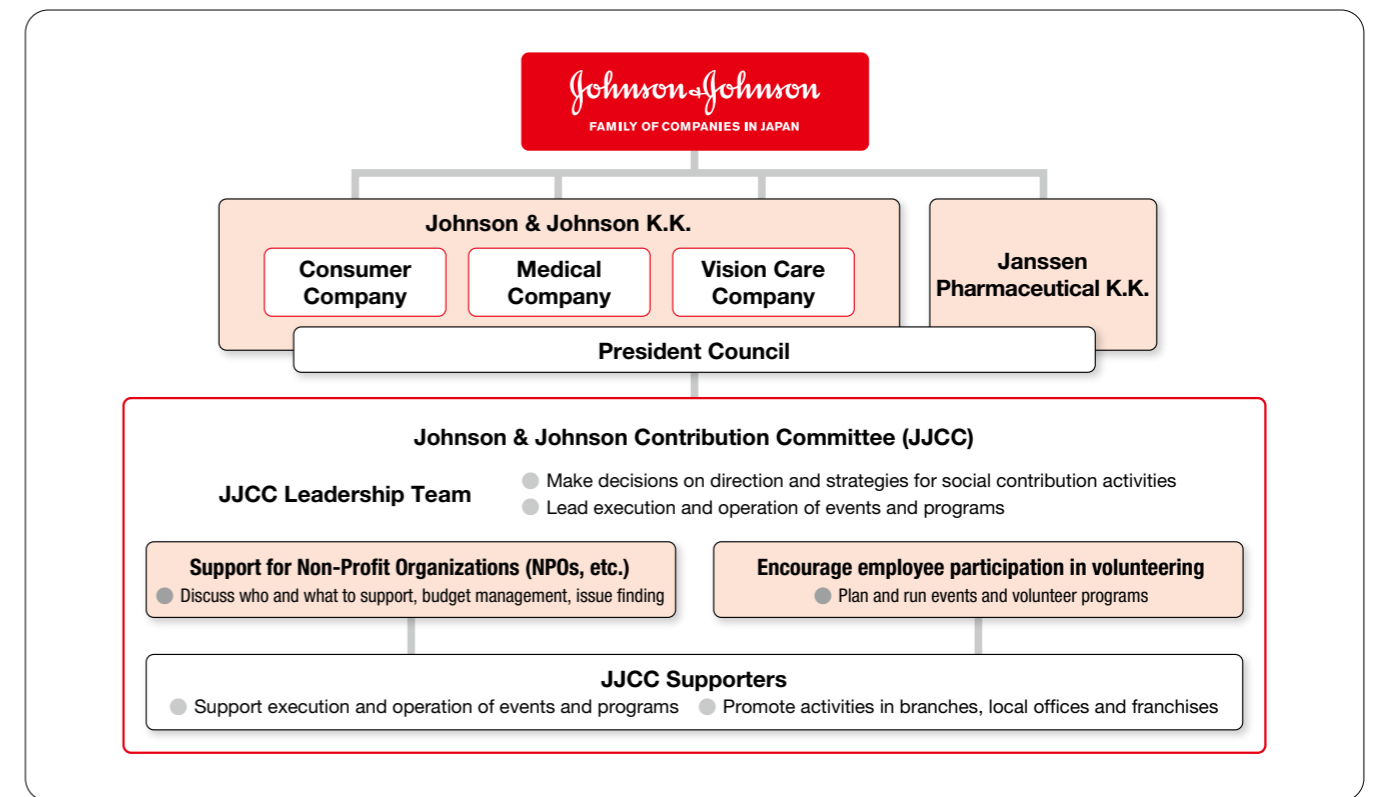 Johnson & Johnson
FAMILY OF COMPANIES IN JAPAN
Johnson & Johnson K.K.
Consumer
Company
Medical
Company
Vision Care
Company
Janssen
Pharmaceutical K.K.
President Council
Johnson & Johnson Contribution Committee (JJCC)
JJCC Leadership Team
Make decisions on direction and strategies for social contribution activities
Lead execution and operation of events and programs
Support for Non-Profit Organizations (NPOs, etc.)
Discuss who and what to support, budget management, issue finding
Encourage employee participation in volunteering
Plan and run events and volunteer programs
JJCC Supporters
Support execution and operation of events and programs
Promote activities in branches, local offices and franchises